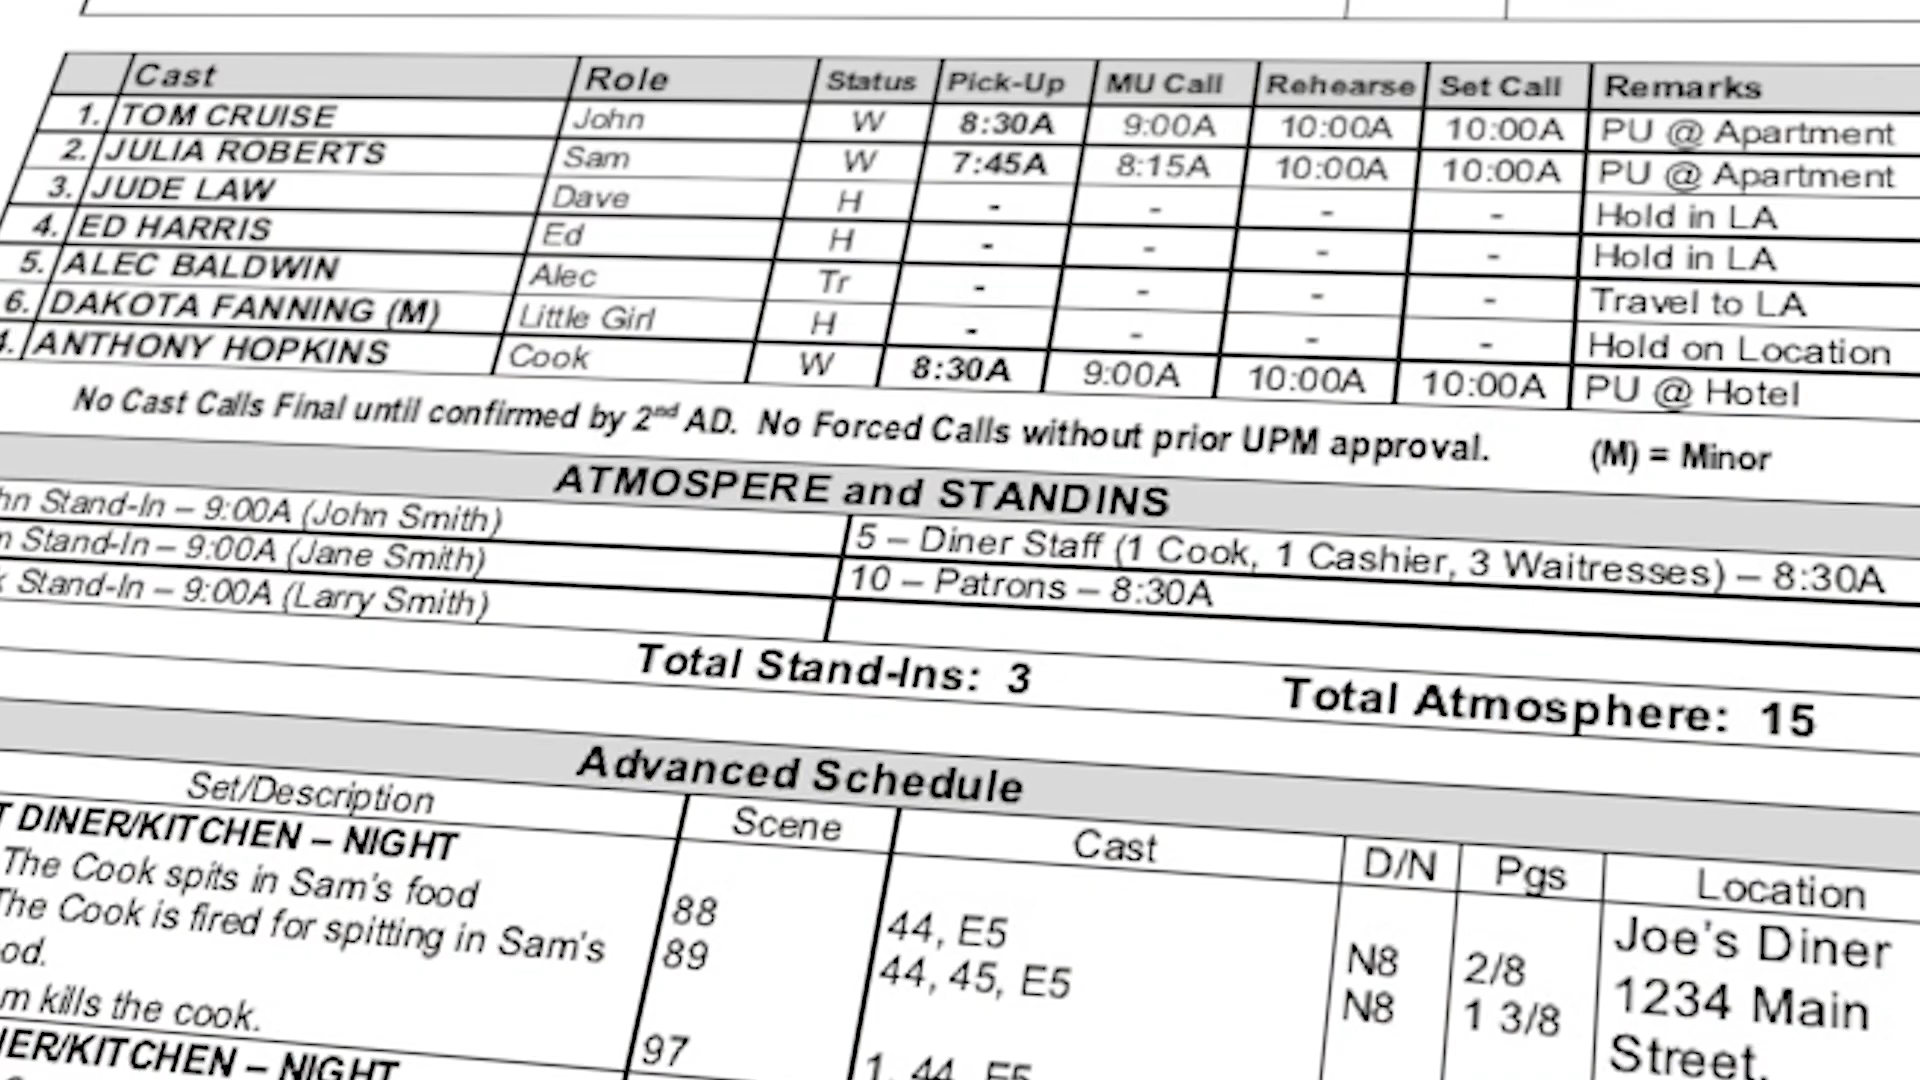 Cast Role Status Pick-Up MU Call Rehearse Set Call Remarks
1. TOM CRUISE John W 8:30A 9:00A 10:00A 10:00A PU @ Apartment
2. JULIA ROBERTS Sam W 7:45A 8:15A 10:00A 10:00A PU @ Apartment
3. JUDE LAW Dave H - - - - Hold in LA
4. ED HARRIS Ed H - - - - Hold in LA
5. ALEC BALDWIN Alec Tr - - - - Travel to LA
6. DAKOTA FANNING (M) Little Girl H - - - - Hold on Location
4. ANTHONY HOPKINS Cook W 8:30A 9:00A 10:00A 10:00A PU @ Hotel
No Cast Calls Final until confirmed by 2nd AD. No Forced Calls without prior UPM approval. (M) = Minor
ATMOSPERE and STANDINS
hn Stand-In – 9:00A (John Smith) 5 – Diner Staff (1 Cook, 1 Cashier, 3 Waitresses) – 8:30A
m Stand-In – 9:00A (Jane Smith) 10 – Patrons – 8:30A
k Stand-In – 9:00A (Larry Smith)
Total Stand-Ins: 3 Total Atmosphere: 15
Advanced Schedule
Set/Description Scene Cast D/N Pgs Location
T DINER/KITCHEN – NIGHT
The Cook spits in Sam's food 88 44, E5 N8 2/8 Joe's Diner
The Cook is fired for spitting in Sam's 89 44, 45, E5 N8 1 3/8 1234 Main
od.
m kills the cook. 97 1, 44, E5 Street,
NER/KITCHEN – NIGHT